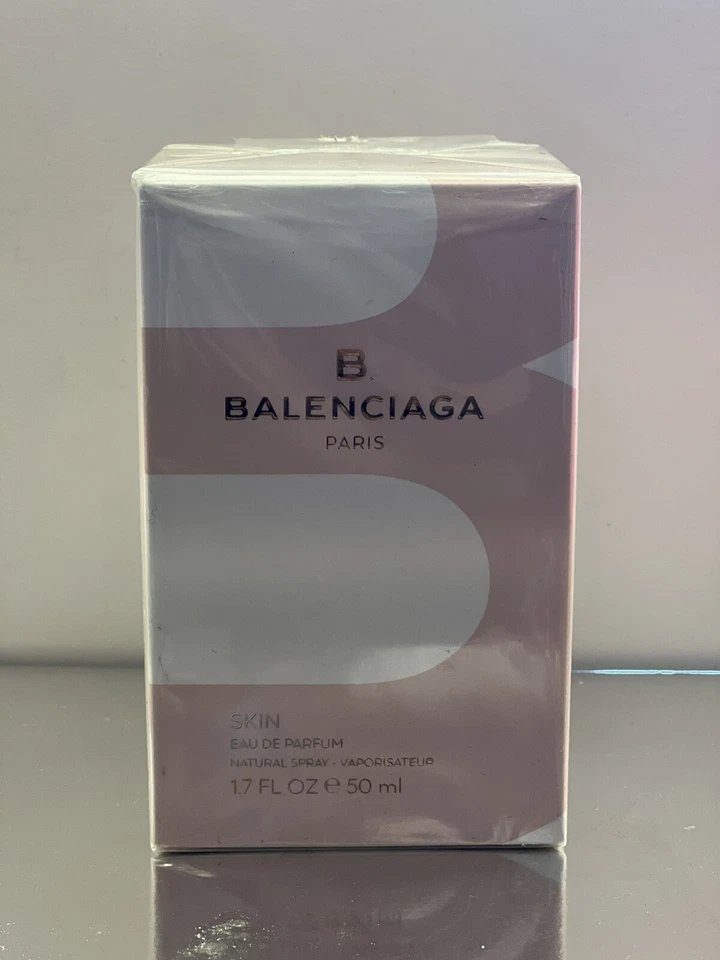 B.
BALENCIAGA
PARIS
SKIN
EAU DE PARFUM
NATURAL SPRAY - VAPORISATEUR
1.7 FL OZ ℮ 50 ml